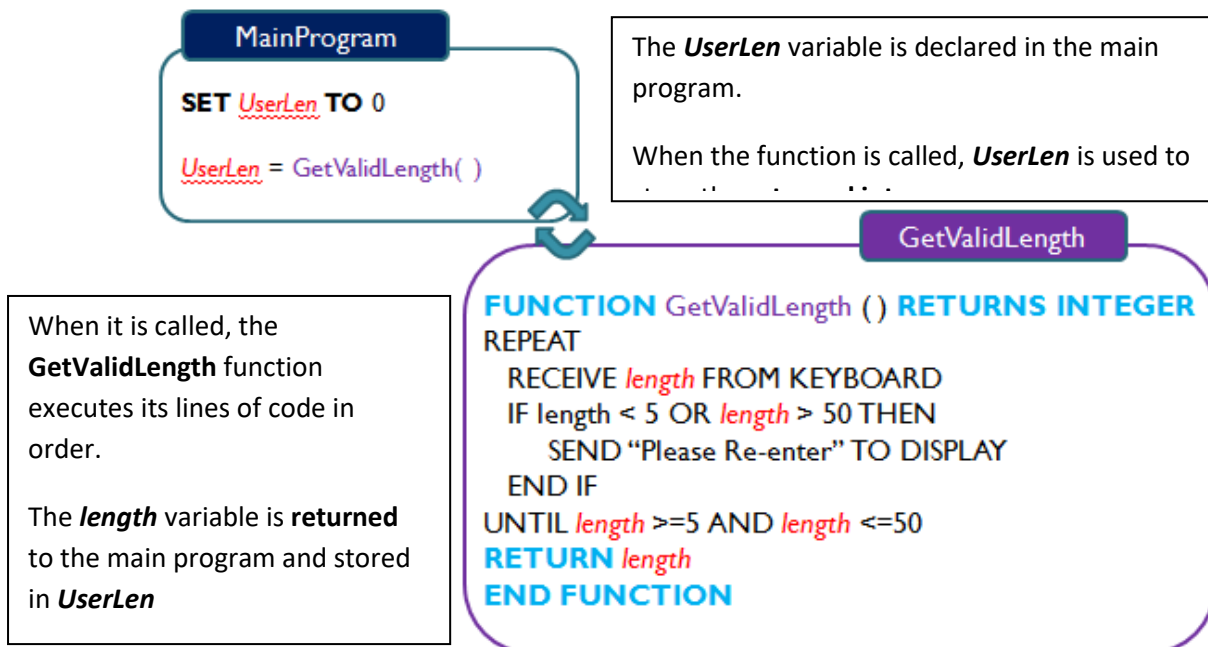 MainProgram
SET UserLen TO 0
UserLen = GetValidLength( )
The UserLen variable is declared in the main
program.
When the function is called, UserLen is used to
GetValidLength
FUNCTION GetValidLength ( ) RETURNS INTEGER
REPEAT
RECEIVE length FROM KEYBOARD
IF length < 5 OR length > 50 THEN
SEND “Please Re-enter” TO DISPLAY
END IF
UNTIL length >=5 AND length <=50
RETURN length
END FUNCTION
When it is called, the
GetValidLength function
executes its lines of code in
order.
The length variable is returned
to the main program and stored
in UserLen